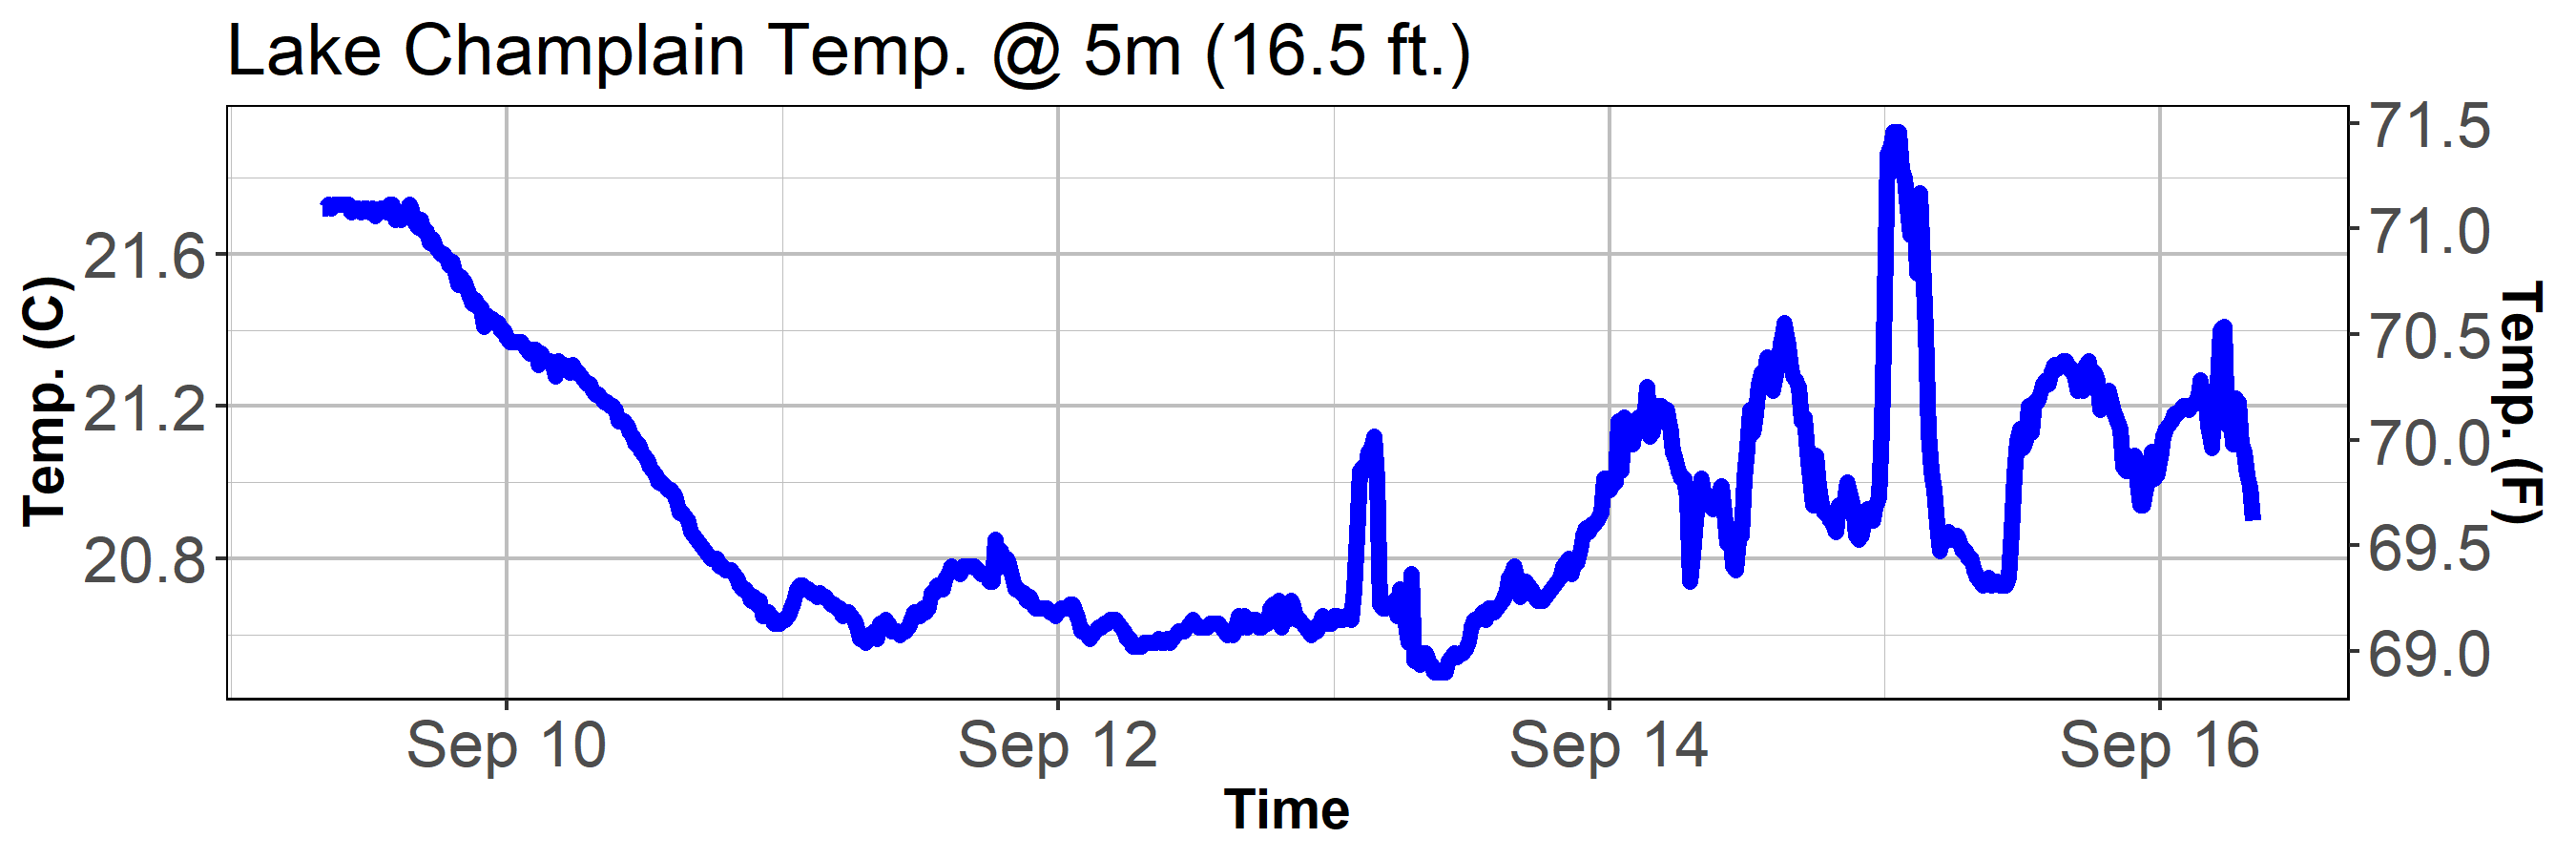 Lake Champlain Temp. @ 5m (16.5 ft.)
Temp. (C)
21.6
21.2
20.8
71.5
71.0
70.5
70.0
69.5
69.0
Temp. (F)
Sep 10
Sep 12
Sep 14
Sep 16
Time